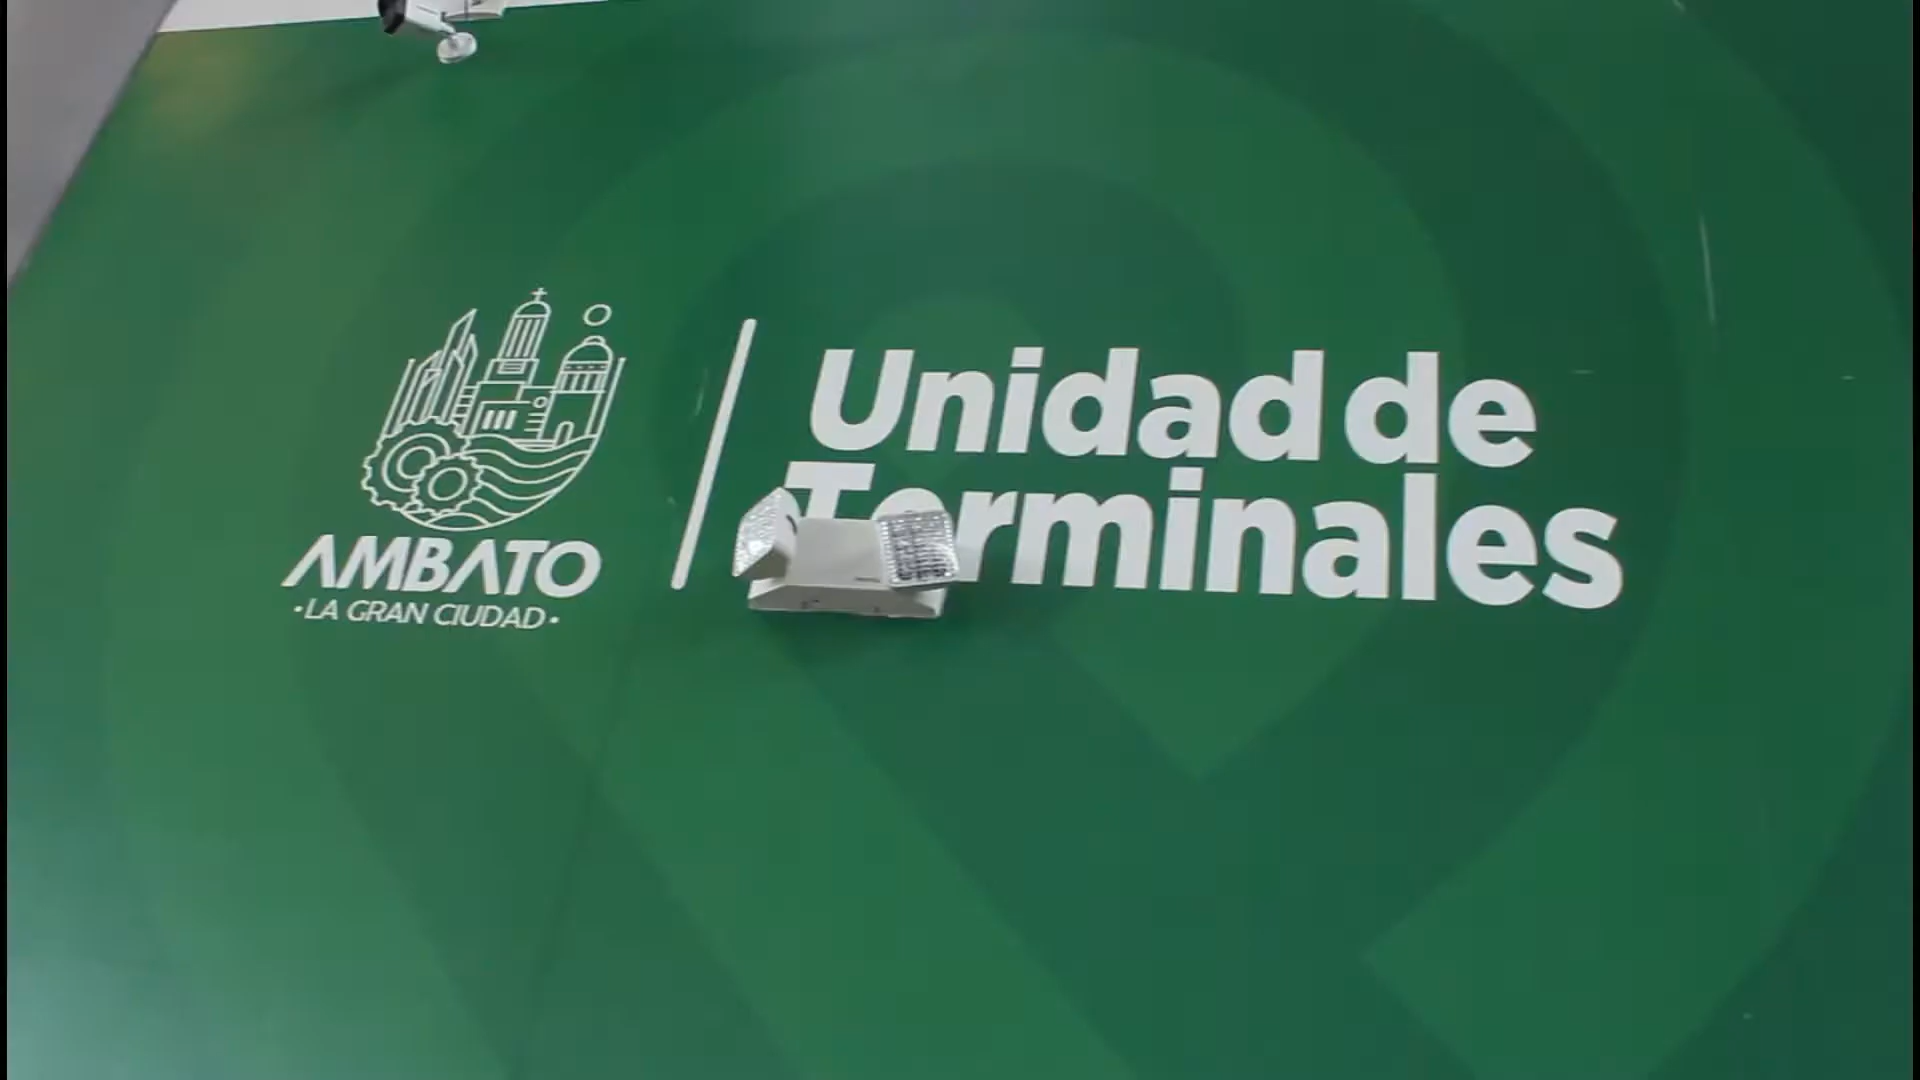 AMBATO
• LA GRAN CIUDAD •
Unidad de
Terminales